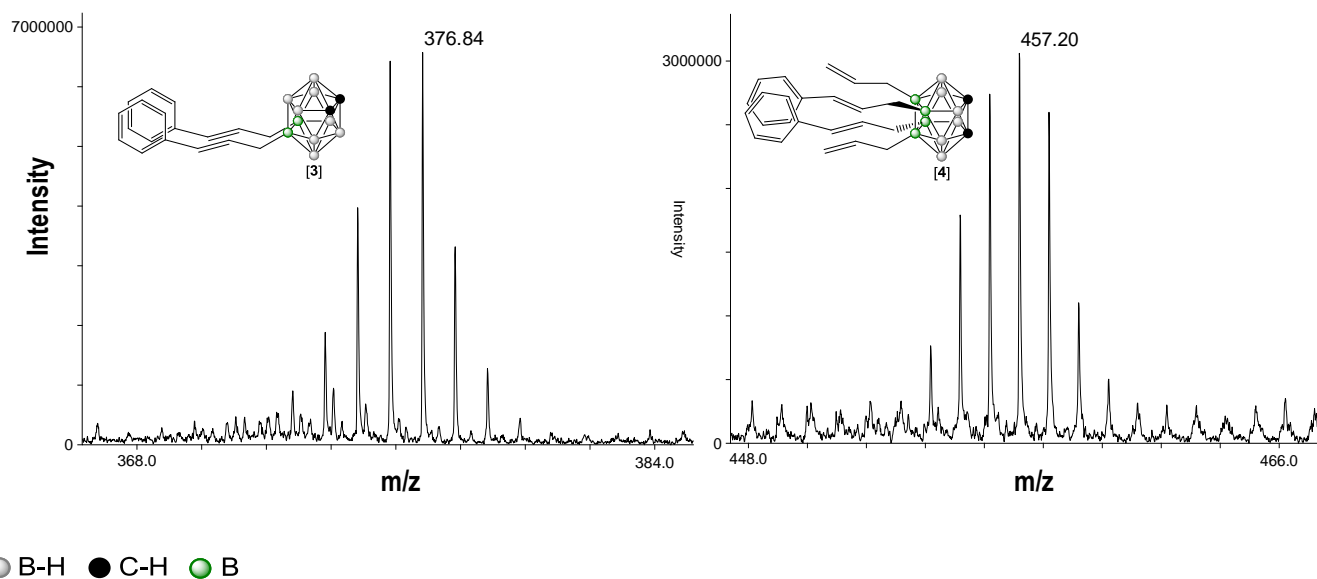 7000000
376.84
Intensity
[3]
0
368.0
384.0
m/z
3000000
457.20
Intensity
[4]
0
448.0
466.0
m/z
B-H C-H B